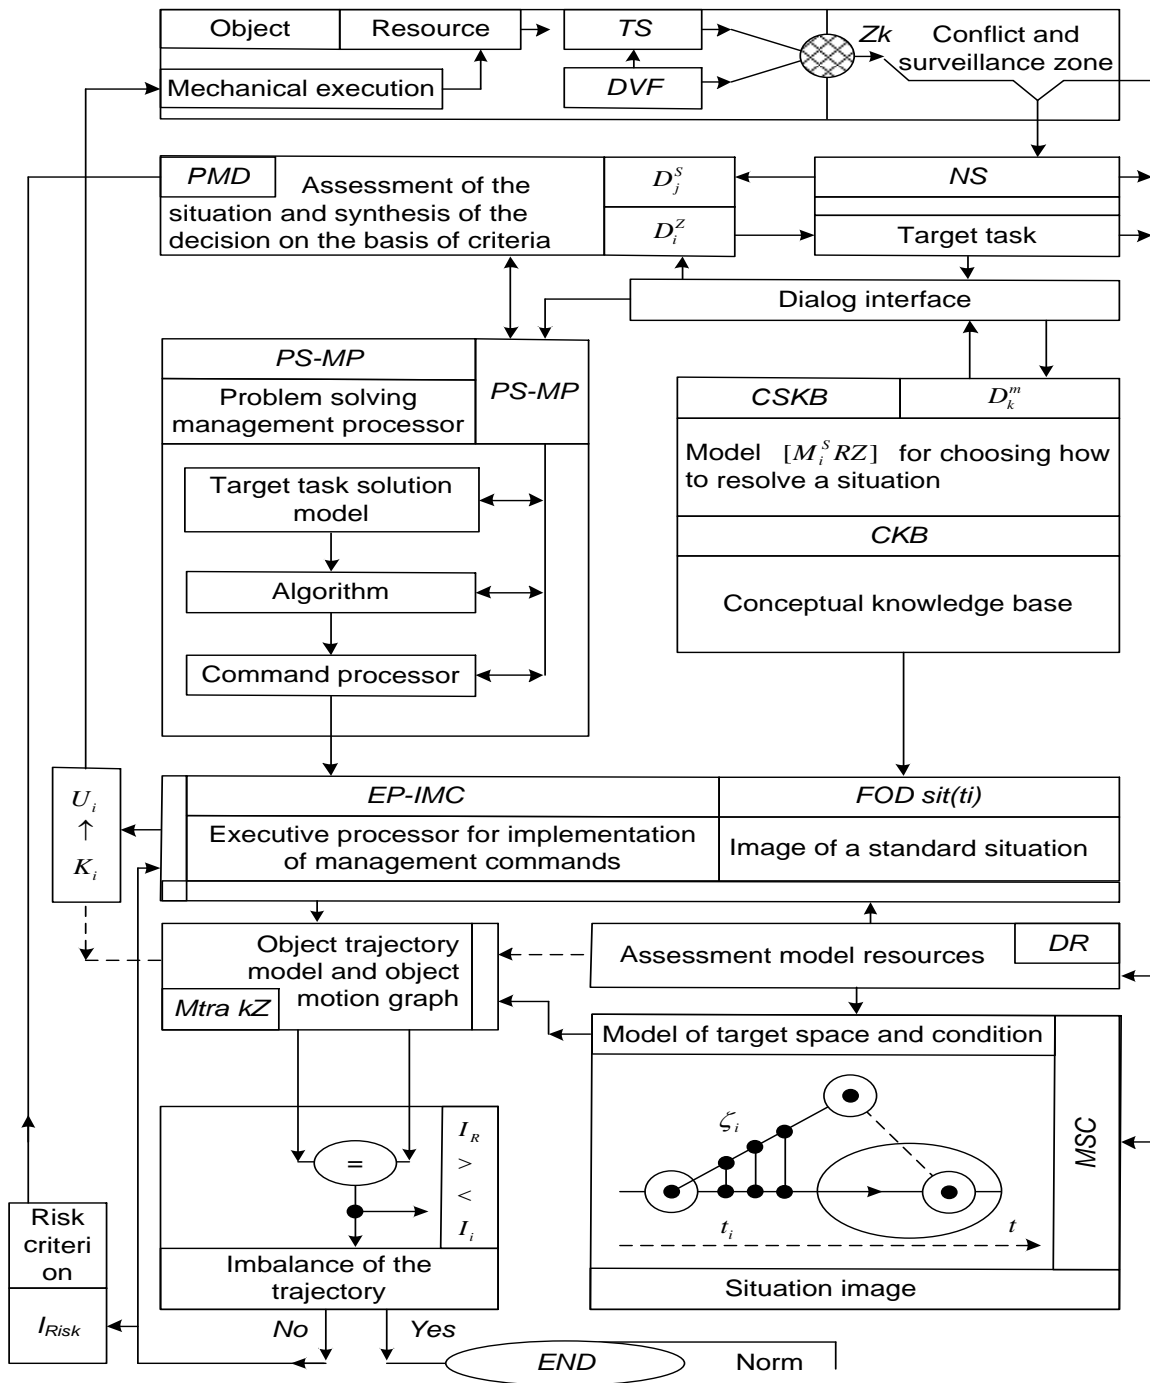 Object
Resource
TS
Zk
Conflict and
surveillance zone
Mechanical execution
DVF
PMD
Assessment of the
situation and synthesis of the
decision on the basis of criteria
D_j^S
D_i^Z
NS
Target task
Dialog interface
PS-MP
Problem solving
management processor
PS-MP
CSKB
D_k^m
Model [M_i^S RZ] for choosing how
to resolve a situation
CKB
Conceptual knowledge base
Target task solution
model
Algorithm
Command processor
U_i
↑
K_i
EP-IMC
FOD sit(ti)
Executive processor for implementation
of management commands
Image of a standard situation
Object trajectory
model and object
motion graph
Mtra kZ
Assessment model resources
DR
Model of target space and condition
MSC
ζ_i
t_i
t
Situation image
=
I_R
>
<
I_i
Imbalance of the
trajectory
Risk
criteri
on
I_Risk
No
Yes
END
Norm